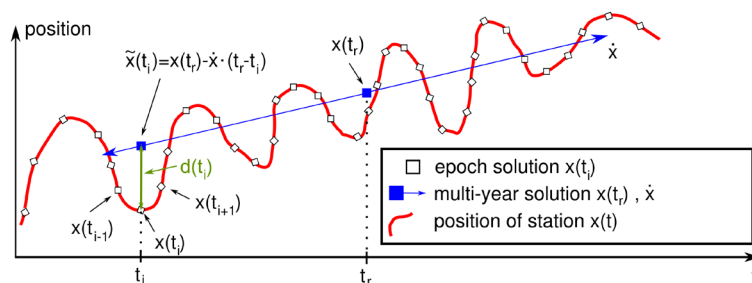 position
x̃(tᵢ)=x(tᵣ)-ẋ·(tᵣ-tᵢ)
x(tᵣ)
ẋ
d(tᵢ)
x(tᵢ₋₁)
x(tᵢ₊₁)
x(tᵢ)
epoch solution x(tᵢ)
multi-year solution x(tᵣ) , ẋ
position of station x(t)
tᵢ
tᵣ